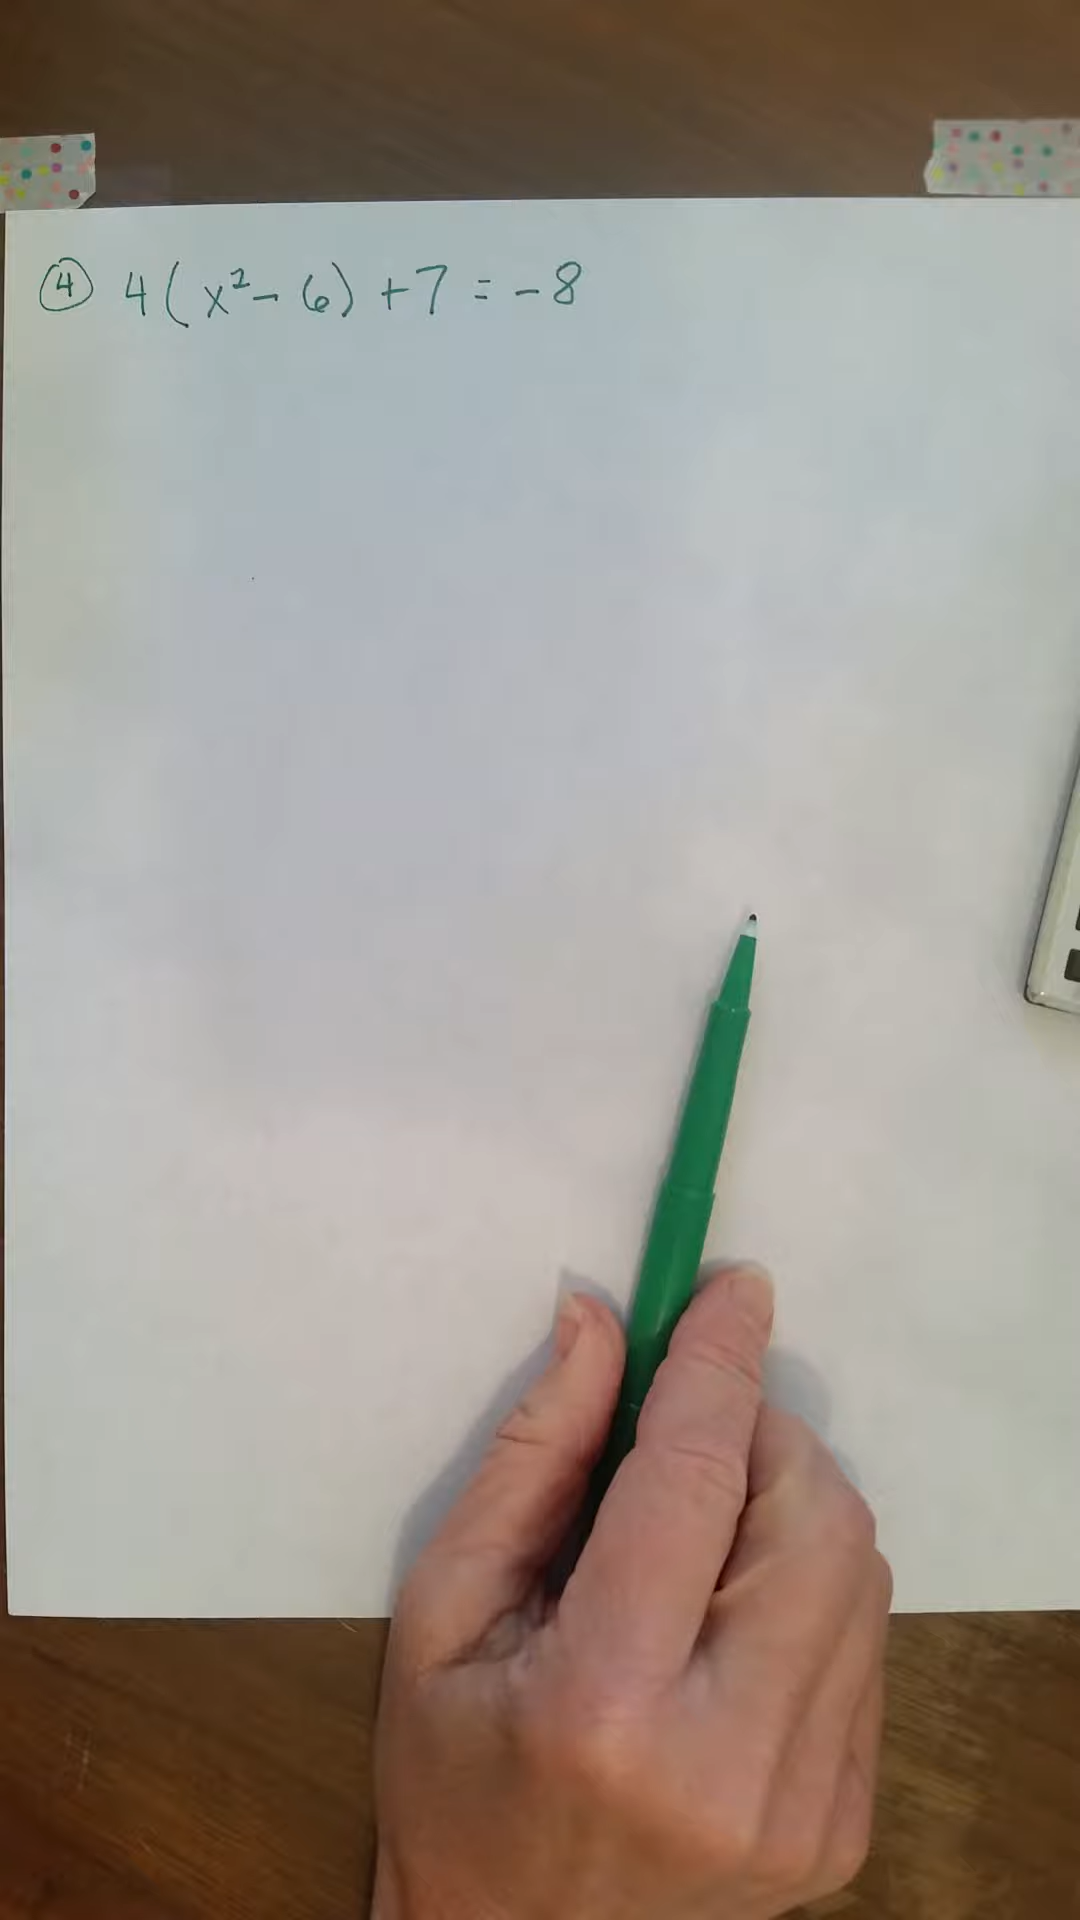 ④ 4(x²- 6) +7 = -8